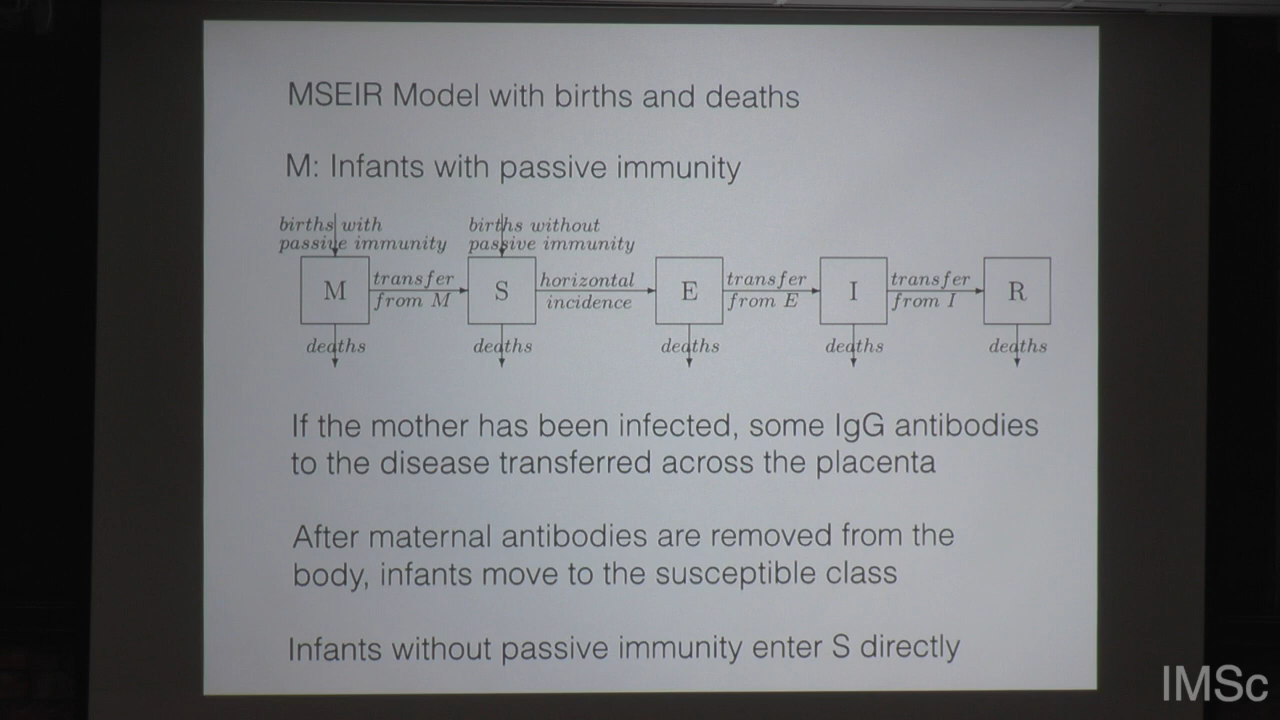 MSEIR Model with births and deaths
M: Infants with passive immunity
births with
passive immunity
births without
passive immunity
M
transfer
from M
S
horizontal
incidence
E
transfer
from E
I
transfer
from I
R
deaths
deaths
deaths
deaths
deaths
If the mother has been infected, some IgG antibodies
to the disease transferred across the placenta
After maternal antibodies are removed from the
body, infants move to the susceptible class
Infants without passive immunity enter S directly
IMSc